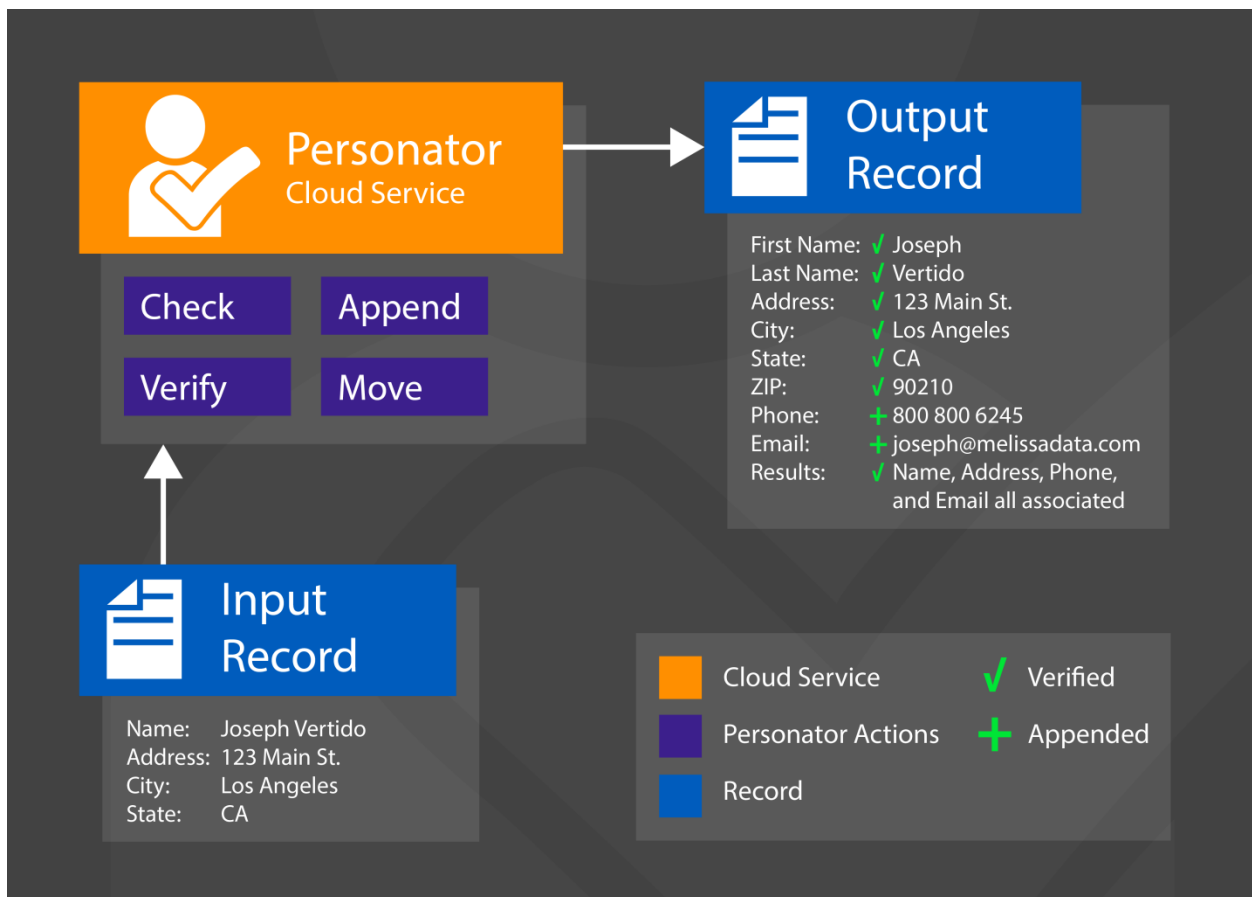 Personator
Cloud Service
Check
Append
Verify
Move
Input
Record
Name: Joseph Vertido
Address: 123 Main St.
City: Los Angeles
State: CA
Output
Record
First Name: √ Joseph
Last Name: √ Vertido
Address: √ 123 Main St.
City: √ Los Angeles
State: √ CA
ZIP: √ 90210
Phone: + 800 800 6245
Email: + joseph@melissadata.com
Results: √ Name, Address, Phone,
and Email all associated
Cloud Service
Personator Actions
Record
√ Verified
+ Appended